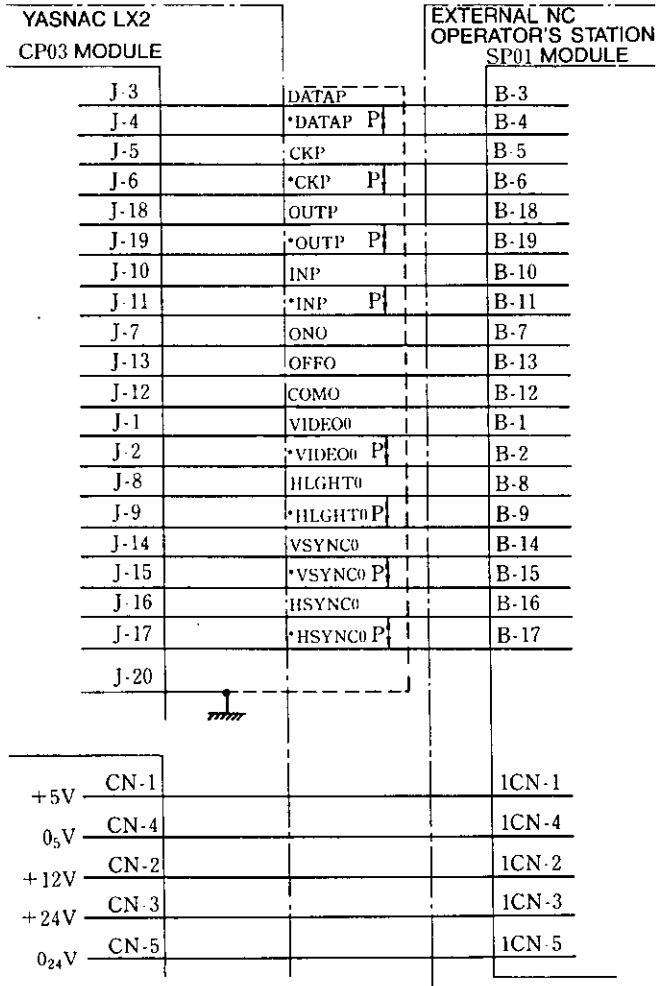 YASNAC LX2
CP03 MODULE
EXTERNAL NC
OPERATOR'S STATION
SP01 MODULE
J-3 DATAP B-3
J-4 *DATAP P B-4
J-5 CKP B-5
J-6 *CKP P B-6
J-18 OUTP B-18
J-19 *OUTP P B-19
J-10 INP B-10
J-11 *INP P B-11
J-7 ONO B-7
J-13 OFFO B-13
J-12 COMO B-12
J-1 VIDEO0 B-1
J-2 *VIDEO0 P B-2
J-8 HLGHT0 B-8
J-9 *HLGHT0 P B-9
J-14 VSYNC0 B-14
J-15 *VSYNC0 P B-15
J-16 HSYNC0 B-16
J-17 *HSYNC0 P B-17
J-20
+5V CN-1 1CN-1
0₅V CN-4 1CN-4
+12V CN-2 1CN-2
+24V CN-3 1CN-3
0₂₄V CN-5 1CN-5